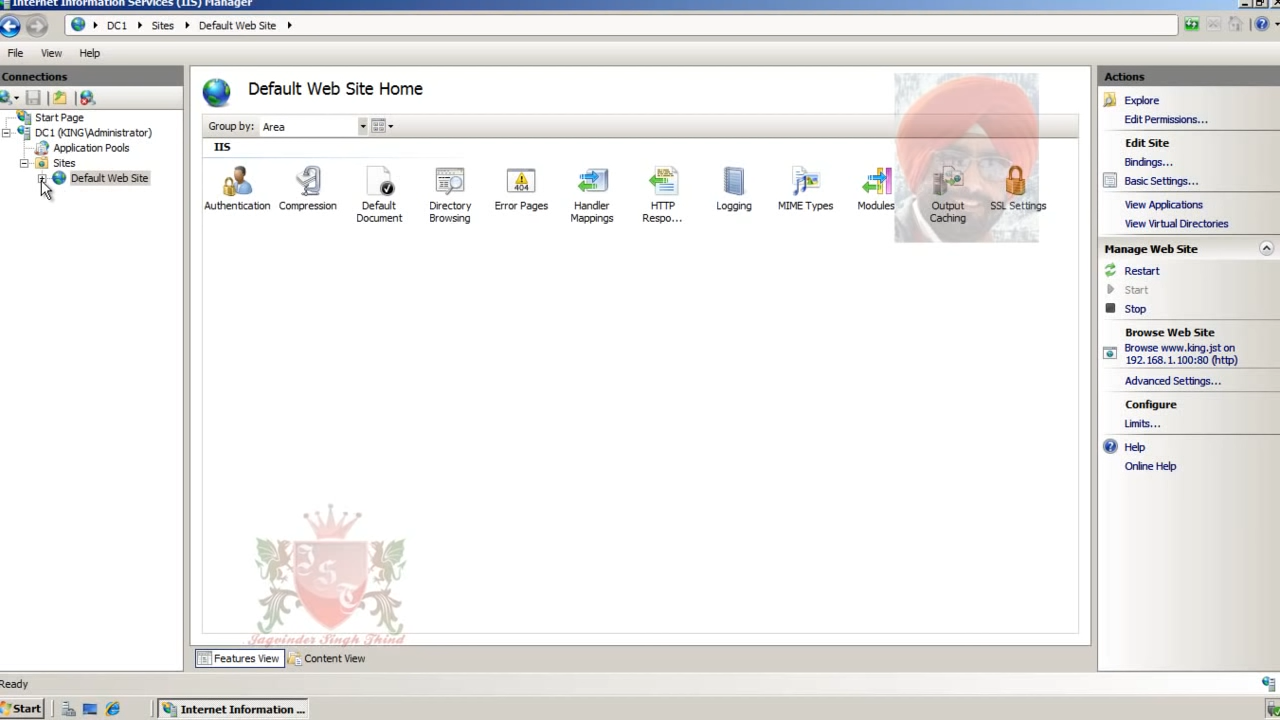 Internet Information Services (IIS) Manager
DC1
Sites
Default Web Site
File
View
Help
Connections
Start Page
DC1 (KING\Administrator)
Application Pools
Sites
Default Web Site
Default Web Site Home
Group by:
Area
IIS
Authentication
Compression
Default
Document
Directory
Browsing
Error Pages
404
Handler
Mappings
HTTP
Respo...
Logging
MIME Types
Modules
Output
Caching
SSL Settings
Jagvinder Singh Thind
Features View
Content View
Actions
Explore
Edit Permissions...
Edit Site
Bindings...
Basic Settings...
View Applications
View Virtual Directories
Manage Web Site
Restart
Start
Stop
Browse Web Site
Browse www.king.jst on
192.168.1.100:80 (http)
Advanced Settings...
Configure
Limits...
Help
Online Help
Ready
Start
Internet Information ...